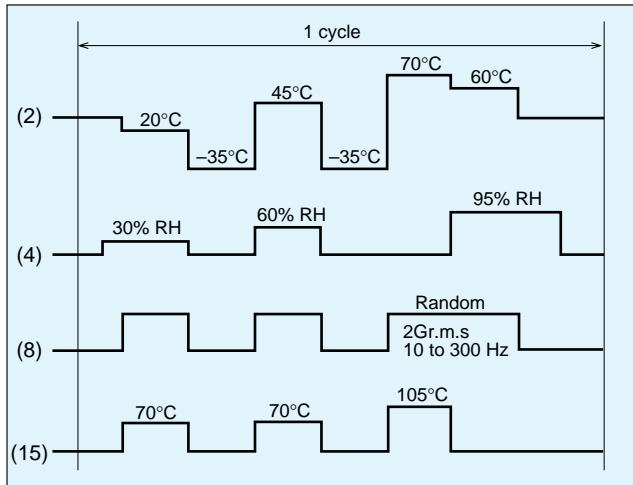 1 cycle
70°C
60°C
45°C
(2)
20°C
–35°C
–35°C
95% RH
30% RH
60% RH
(4)
Random
2Gr.m.s
10 to 300 Hz
(8)
105°C
70°C
70°C
(15)